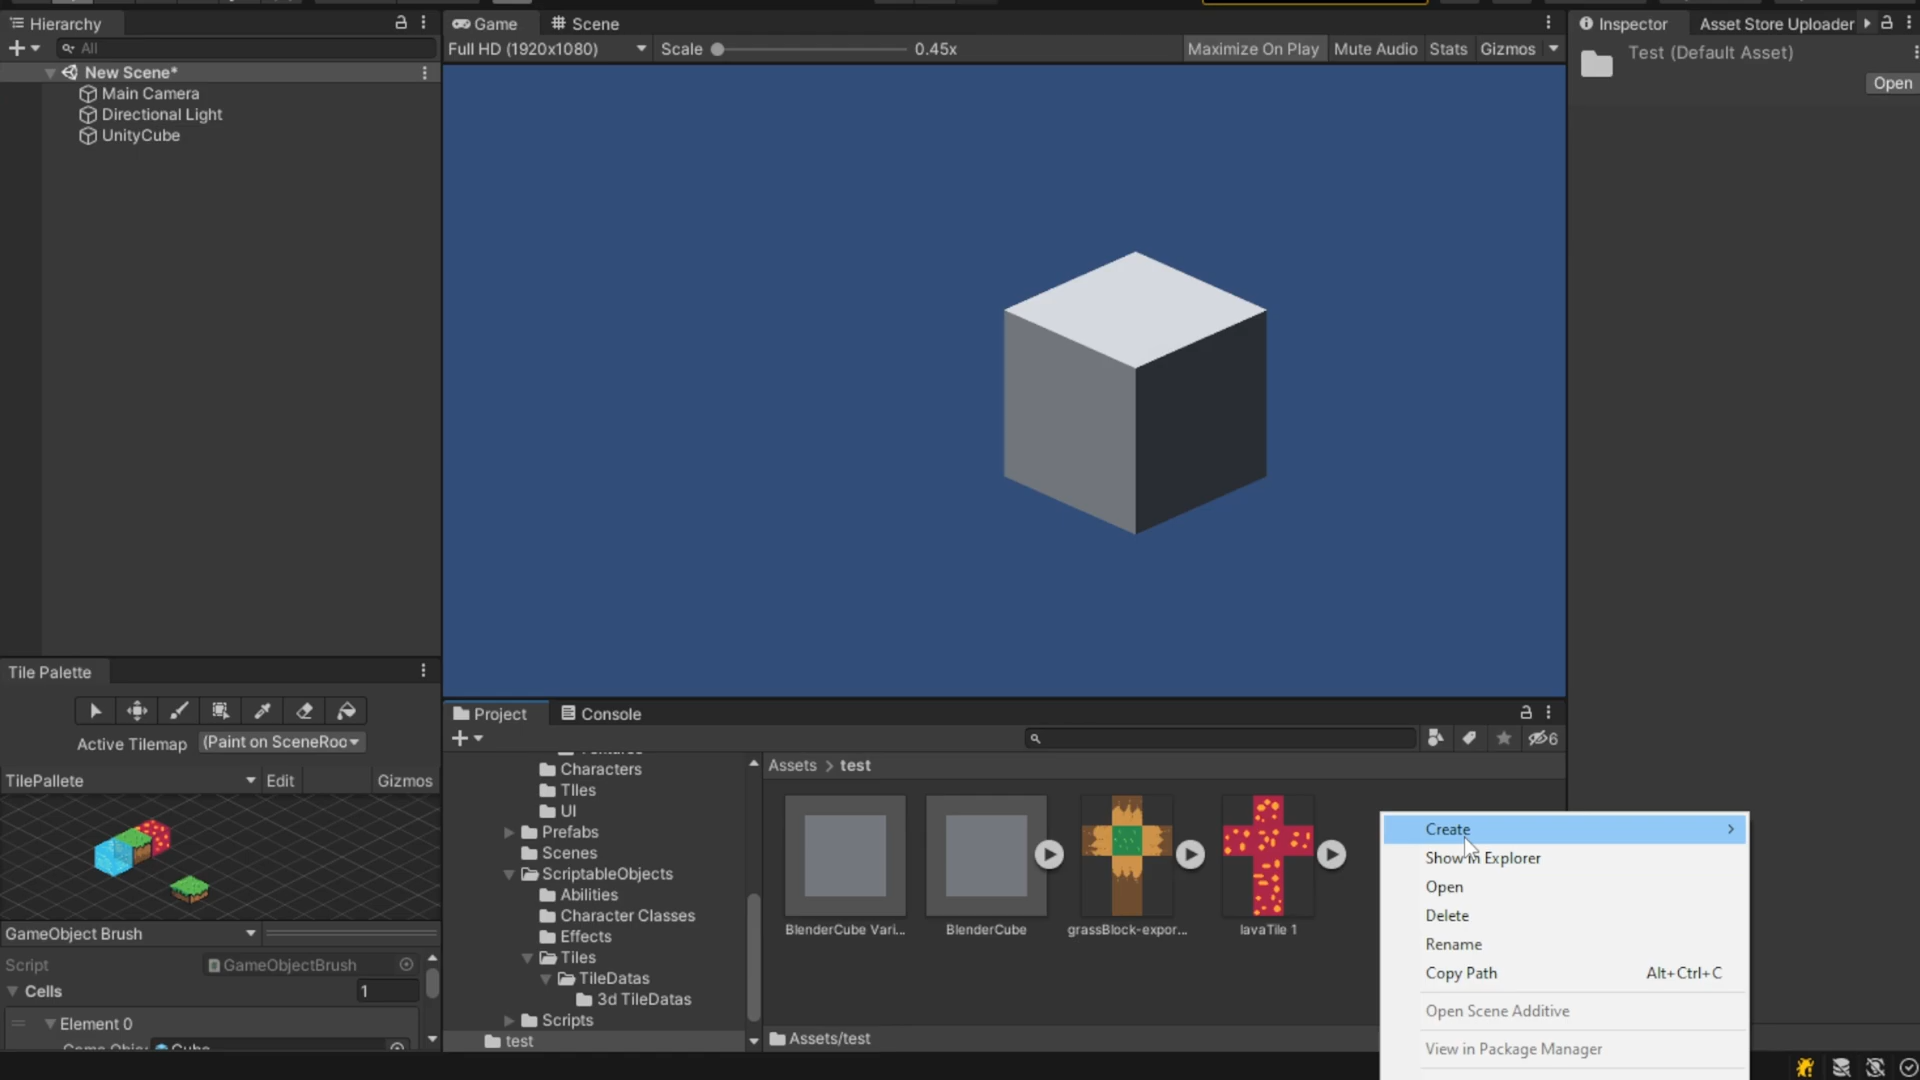 Hierarchy
All
New Scene*
Main Camera
Directional Light
UnityCube
Game
Scene
Full HD (1920x1080)
Scale
0.45x
Maximize On Play
Mute Audio
Stats
Gizmos
Inspector
Asset Store Uploader
Test (Default Asset)
Open
Tile Palette
Active Tilemap
(Paint on SceneRoo
TilePallete
Edit
Gizmos
GameObject Brush
Script
GameObjectBrush
Cells
1
Element 0
Cube
Project
Console
6
Characters
TIles
UI
Prefabs
Scenes
ScriptableObjects
Abilities
Character Classes
Effects
Tiles
TileDatas
3d TileDatas
Scripts
test
Assets > test
BlenderCube Vari...
BlenderCube
grassBlock-expor...
lavaTile 1
Assets/test
Create
Show in Explorer
Open
Delete
Rename
Copy Path Alt+Ctrl+C
Open Scene Additive
View in Package Manager